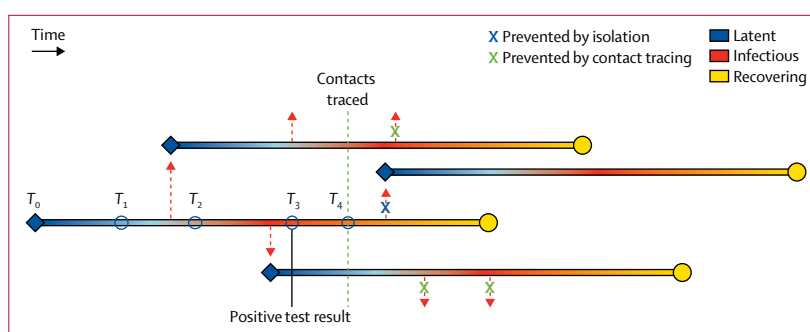 Time
X Prevented by isolation
X Prevented by contact tracing
Latent
Infectious
Recovering
Contacts
traced
X
X
T0 T1 T2 T3 T4
X
X X
Positive test result